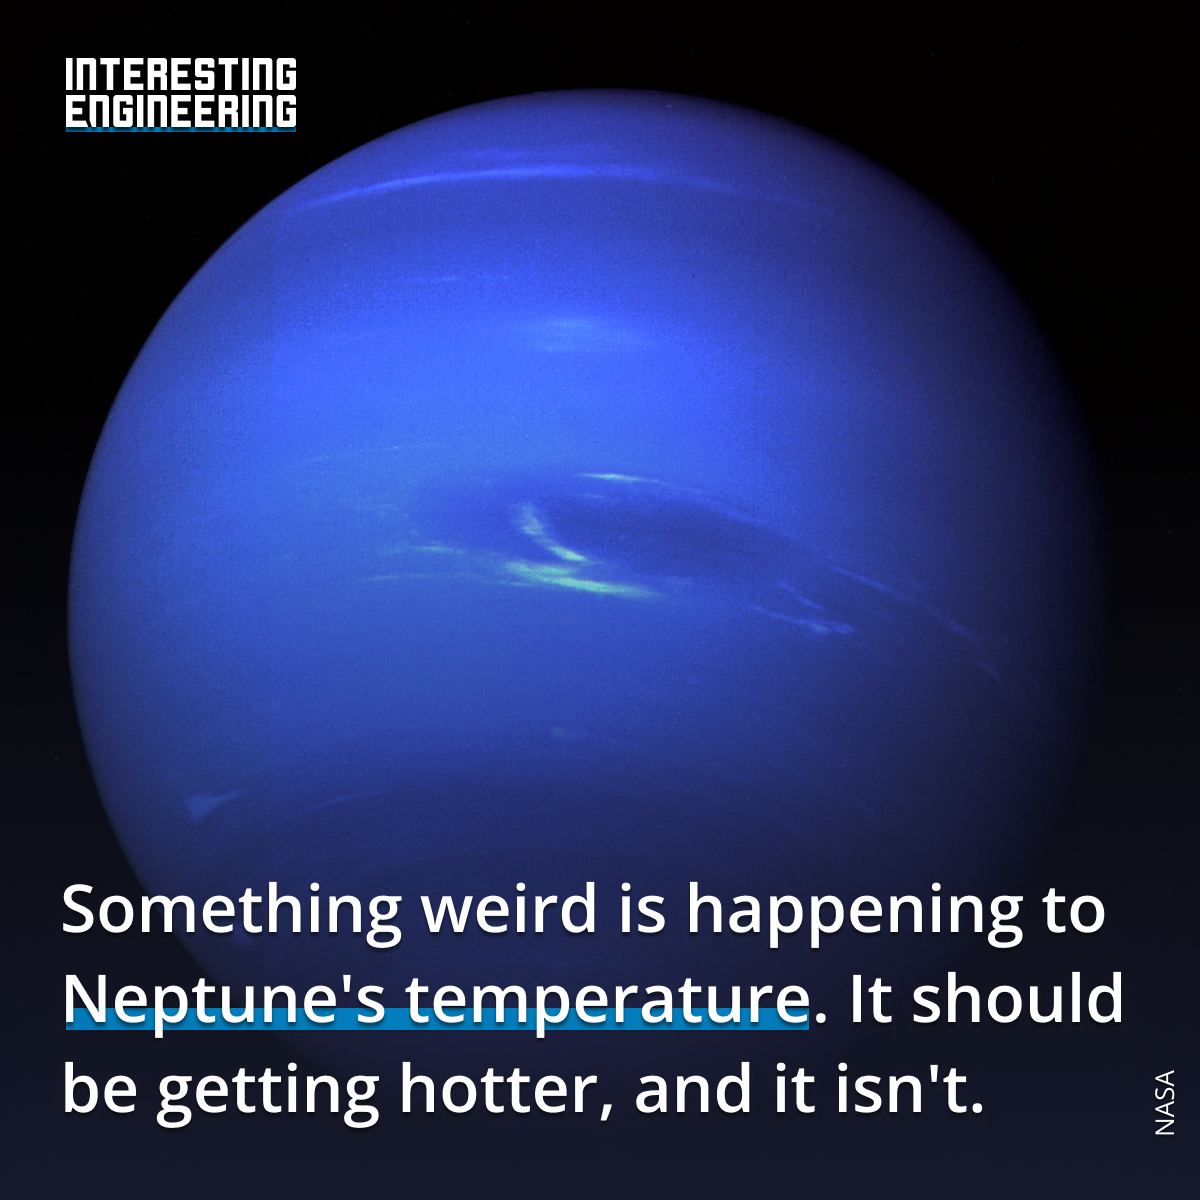 INTERESTING
ENGINEERING
Something weird is happening to
Neptune's temperature. It should
be getting hotter, and it isn't.
NASA